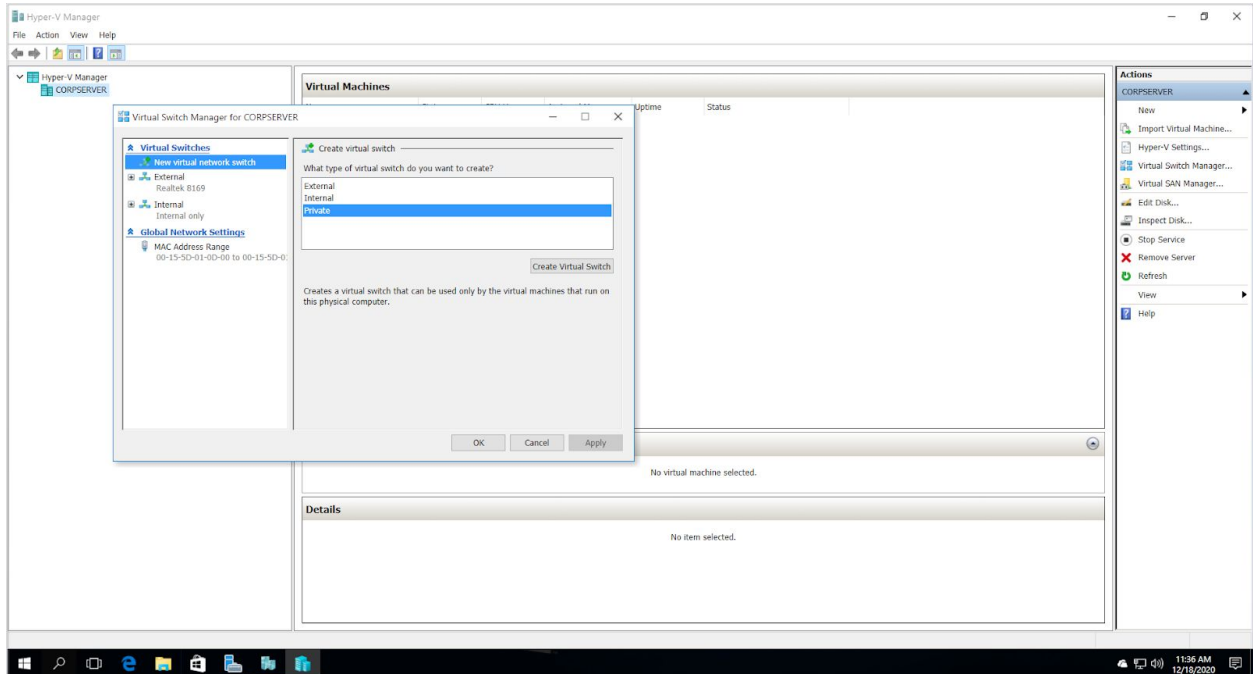 Hyper-V Manager
File Action View Help
Hyper-V Manager
CORPSERVER
Virtual Machines
Uptime Status
Virtual Switch Manager for CORPSERVER
Virtual Switches
New virtual network switch
External
Realtek 8169
Internal
Internal only
Global Network Settings
MAC Address Range
00-15-5D-01-0D-00 to 00-15-5D-0
Create virtual switch
What type of virtual switch do you want to create?
External
Internal
Private
Create Virtual Switch
Creates a virtual switch that can be used only by the virtual machines that run on
this physical computer.
OK Cancel Apply
No virtual machine selected.
Details
No item selected.
Actions
CORPSERVER
New
Import Virtual Machine...
Hyper-V Settings...
Virtual Switch Manager...
Virtual SAN Manager...
Edit Disk...
Inspect Disk...
Stop Service
Remove Server
Refresh
View
Help
11:36 AM
12/18/2020